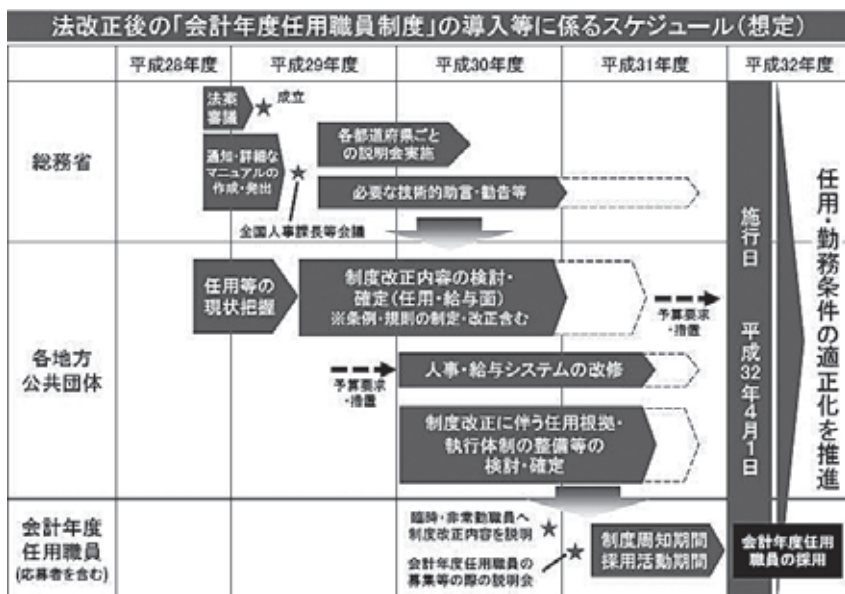 法改正後の「会計年度任用職員制度」の導入等に係るスケジュール(想定)
平成28年度
平成29年度
平成30年度
平成31年度
平成32年度
総務省
法案
審議
成立
通知・詳細な
マニュアルの
作成・発出
全国人事課長等会議
各都道府県ごと
の説明会実施
必要な技術的助言・勧告等
各地方
公共団体
任用等の
現状把握
制度改正内容の検討・
確定(任用・給与面)
※条例・規則の制定・改正含む
予算要求
・措置
予算要求
・措置
人事・給与システムの改修
制度改正に伴う任用根拠・
執行体制の整備等の
検討・確定
会計年度
任用職員
(応募者を含む)
臨時・非常勤職員へ
制度改正内容を説明
会計年度任用職員の
募集等の際の説明会
制度周知期間
採用活動期間
施行日 平成32年4月1日
会計年度任用
職員の採用
任用・勤務条件の適正化を推進